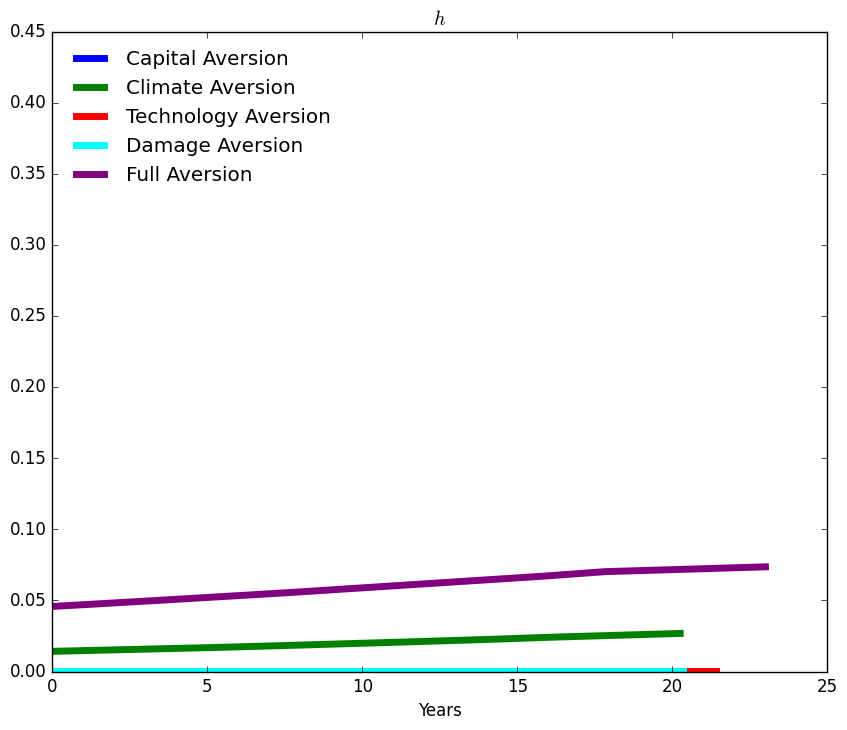 h
0.45
Capital Aversion
0.40
Climate Aversion
Technology Aversion
0.35
Damage Aversion
Full Aversion
0.30
0.25
0.20
0.15
0.10
0.05
0.00
0 5 10 15 20 25
Years